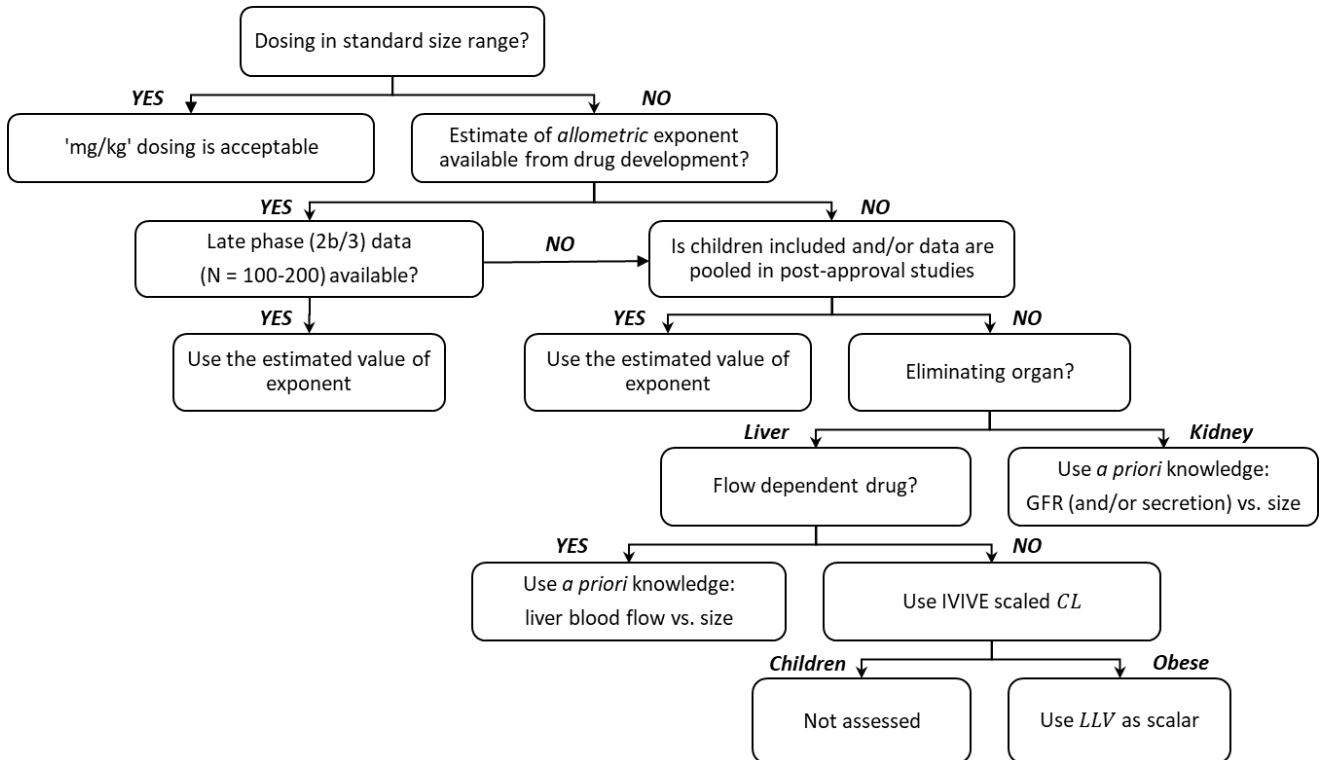 Dosing in standard size range?
YES
NO
'mg/kg' dosing is acceptable
Estimate of allometric exponent
available from drug development?
YES
NO
Late phase (2b/3) data
(N = 100-200) available?
NO
Is children included and/or data are
pooled in post-approval studies
YES
YES
NO
Use the estimated value of
exponent
Use the estimated value of
exponent
Eliminating organ?
Liver
Kidney
Flow dependent drug?
Use a priori knowledge:
GFR (and/or secretion) vs. size
YES
NO
Use a priori knowledge:
liver blood flow vs. size
Use IVIVE scaled CL
Children
Obese
Not assessed
Use LLV as scalar